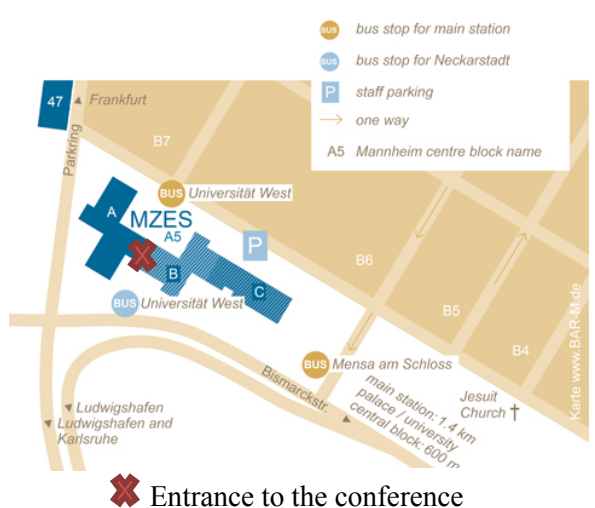 BUS bus stop for main station
BUS bus stop for Neckarstadt
P staff parking
one way
A5 Mannheim centre block name
47
Frankfurt
Parkring
B7
BUS Universität West
A
MZES
A5
P
B
C
B6
BUS Universität West
B5
B4
BUS Mensa am Schloss
Bismarckstr.
main station: 1.4 km
palace / university
central block: 600 m
Jesuit
Church
Ludwigshafen
Ludwigshafen and
Karlsruhe
Karte www.BAR-M.de
Entrance to the conference